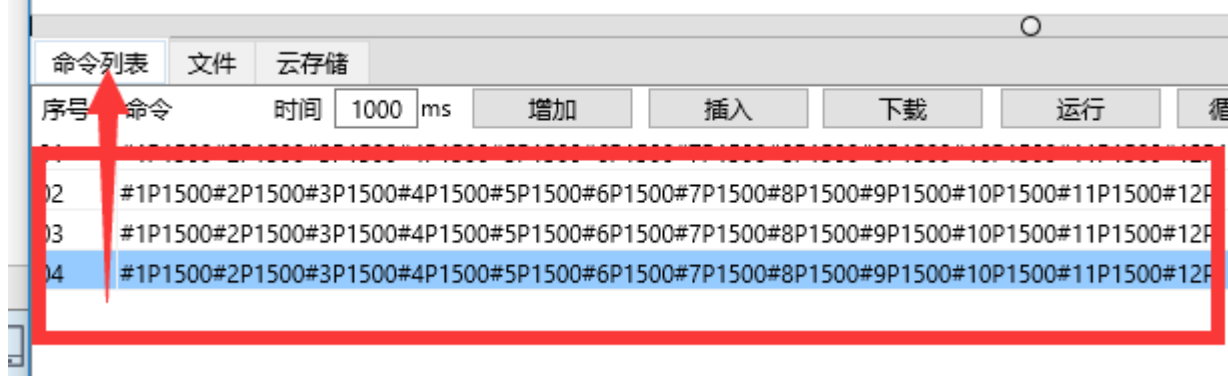 命令列表 文件 云存储
序号 命令 时间 1000 ms 增加 插入 下载 运行
02 #1P1500#2P1500#3P1500#4P1500#5P1500#6P1500#7P1500#8P1500#9P1500#10P1500#11P1500#12P
03 #1P1500#2P1500#3P1500#4P1500#5P1500#6P1500#7P1500#8P1500#9P1500#10P1500#11P1500#12P
04 #1P1500#2P1500#3P1500#4P1500#5P1500#6P1500#7P1500#8P1500#9P1500#10P1500#11P1500#12P